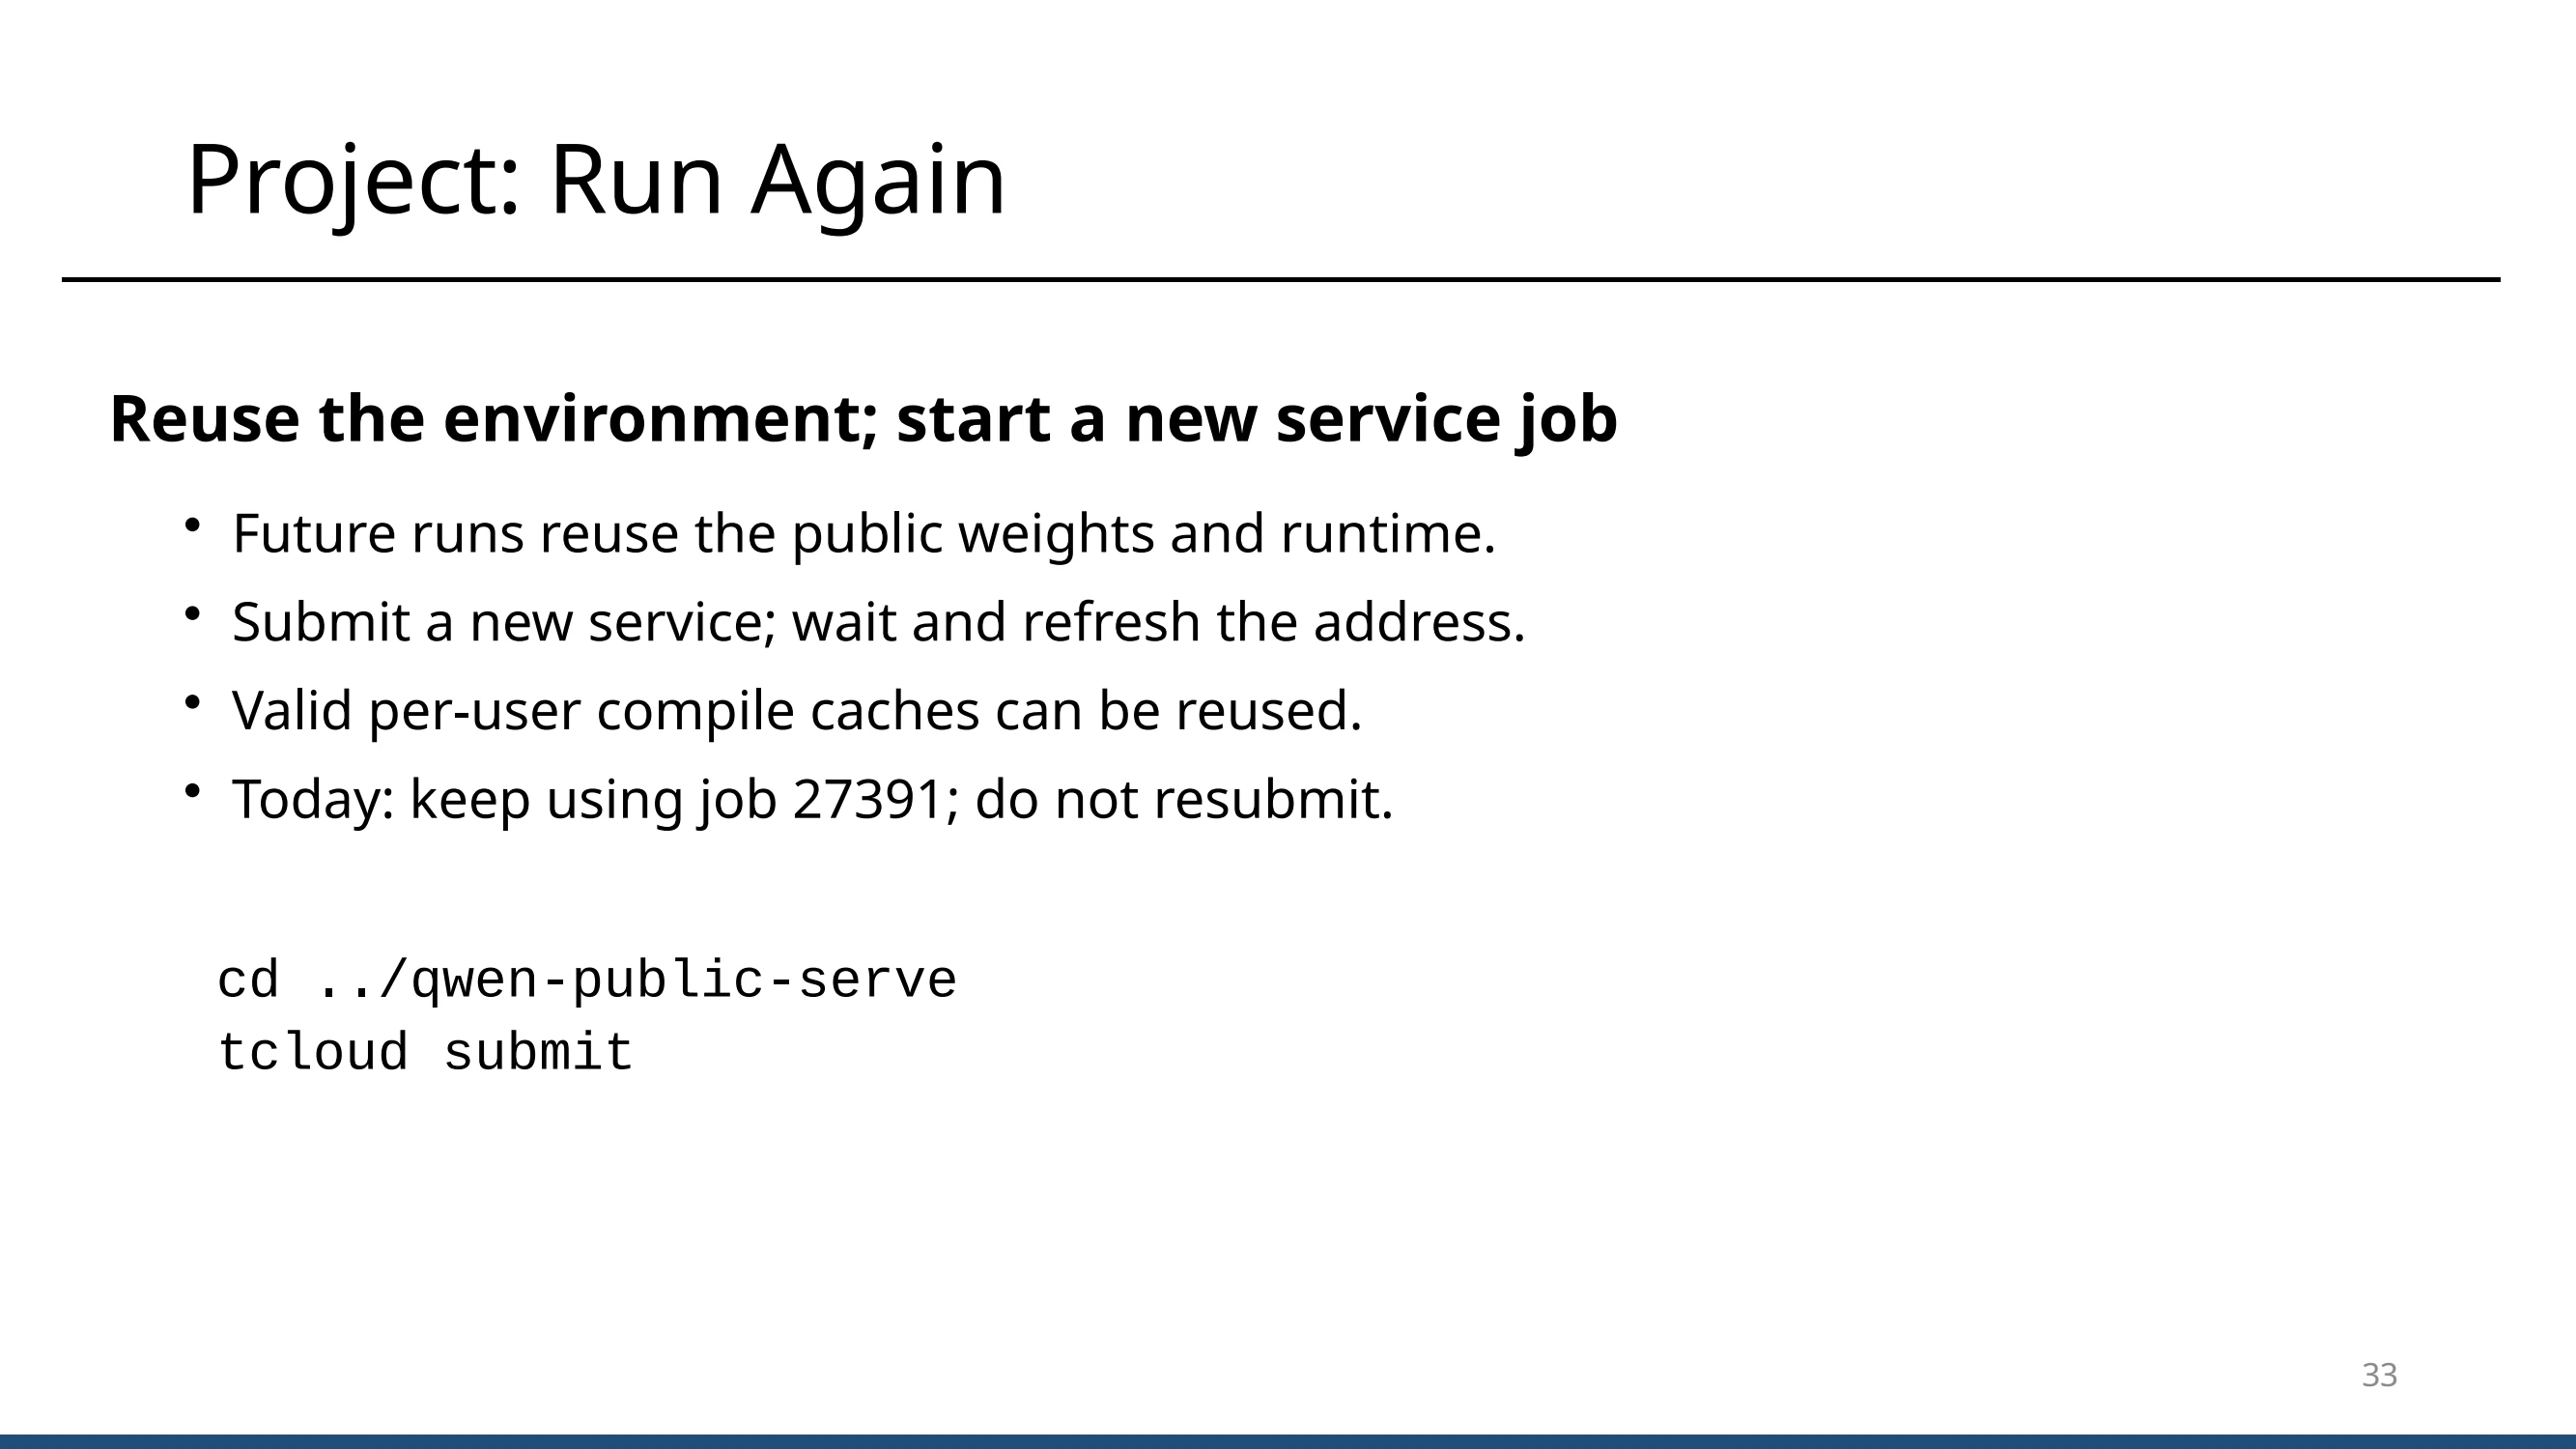 Project: Run Again
Reuse the environment; start a new service job
• Future runs reuse the public weights and runtime.
• Submit a new service; wait and refresh the address.
• Valid per-user compile caches can be reused.
• Today: keep using job 27391; do not resubmit.
cd ../qwen-public-serve
tcloud submit
33